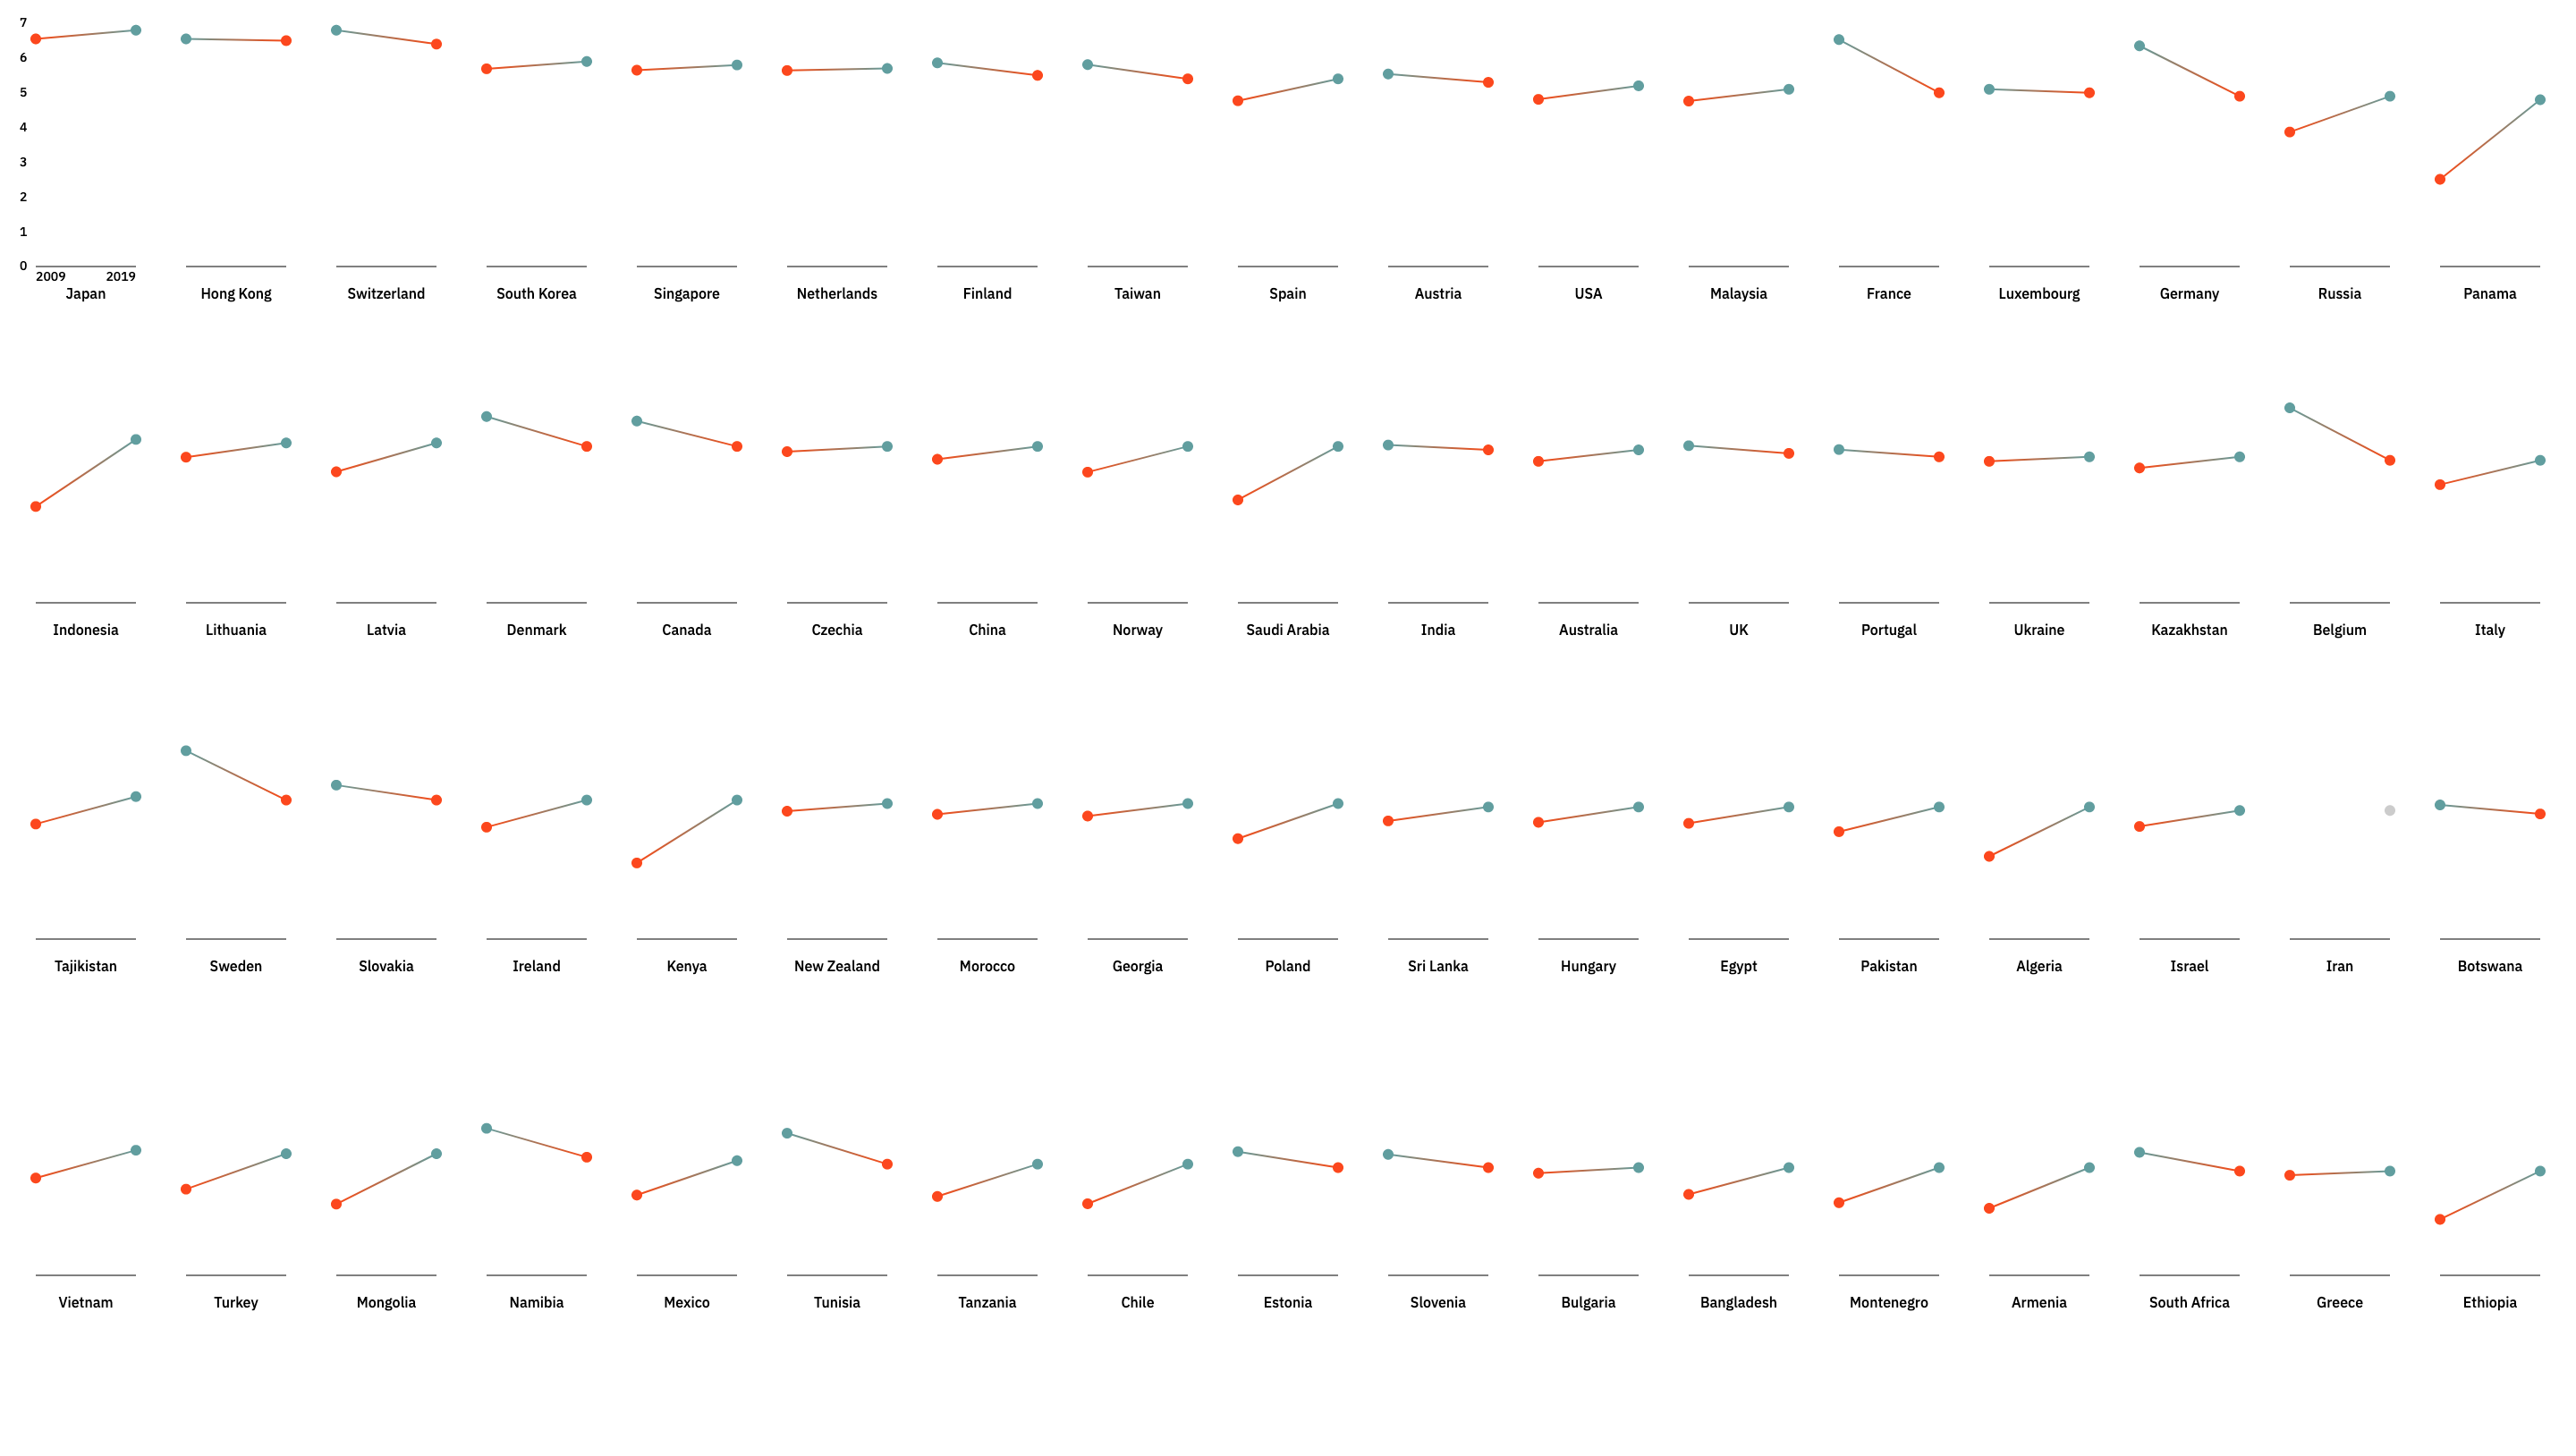 7
6
5
4
3
2
1
0
2009 2019
Japan Hong Kong Switzerland South Korea Singapore Netherlands Finland Taiwan Spain Austria USA Malaysia France Luxembourg Germany Russia Panama
Indonesia Lithuania Latvia Denmark Canada Czechia China Norway Saudi Arabia India Australia UK Portugal Ukraine Kazakhstan Belgium Italy
Tajikistan Sweden Slovakia Ireland Kenya New Zealand Morocco Georgia Poland Sri Lanka Hungary Egypt Pakistan Algeria Israel Iran Botswana
Vietnam Turkey Mongolia Namibia Mexico Tunisia Tanzania Chile Estonia Slovenia Bulgaria Bangladesh Montenegro Armenia South Africa Greece Ethiopia